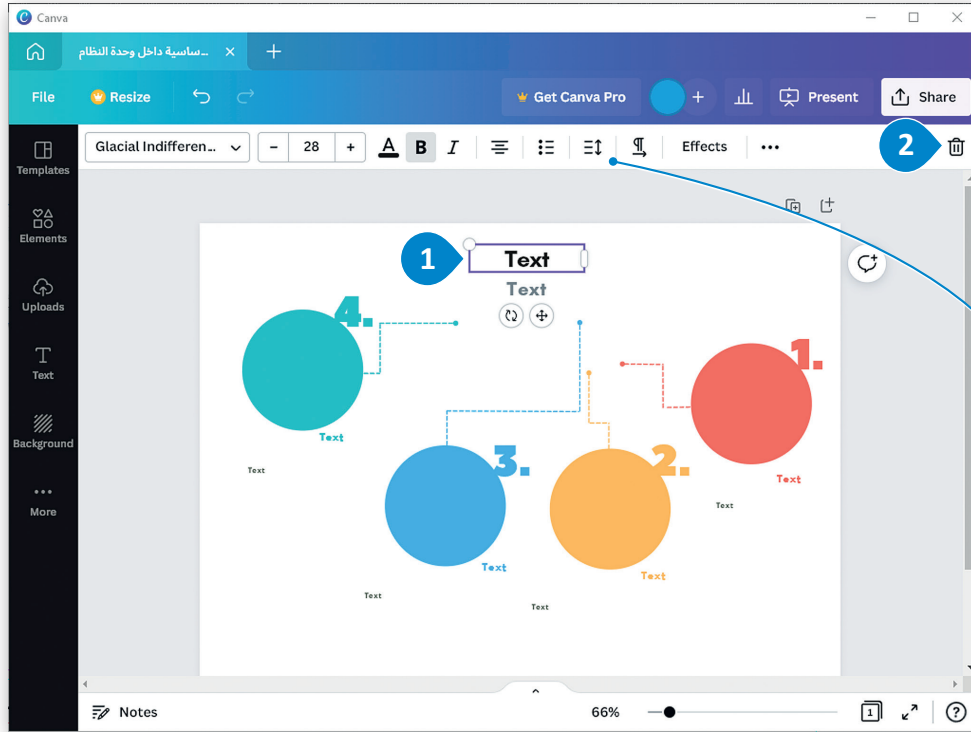 Canva
...ساسية داخل وحدة النظام
File
Resize
Get Canva Pro
Present
Share
Glacial Indifferen...
- 28 +
A B I
Effects
2
Templates
Elements
Uploads
Text
Background
More
1
Text
Text
4.
Text
Text
1.
Text
Text
3.
Text
Text
2.
Text
Text
Notes
66%
1
?